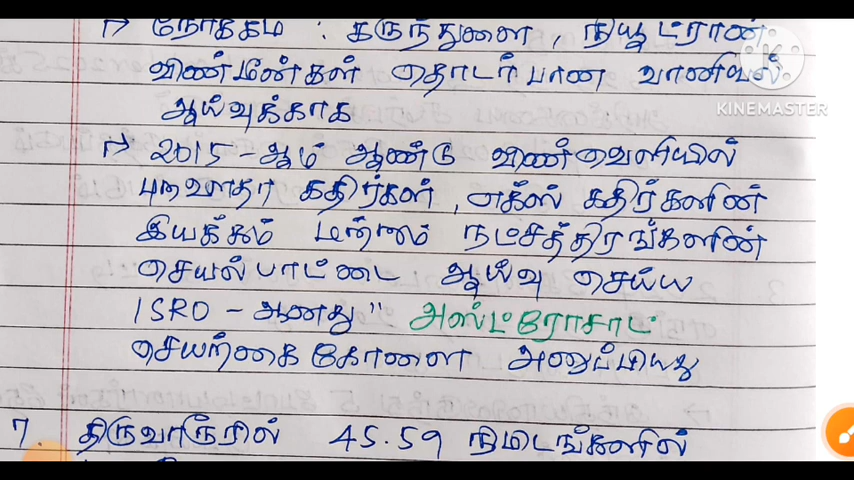 → நோக்கம் : கருந்துளை, நியூட்ரான்
விண்மீன்கள் தொடர்பான வானியல்
ஆய்வுக்காக
→ 2015-ஆம் ஆண்டு விண்வெளியில்
புறஊதா கதிர்கள், எக்ஸ் கதிர்களின்
இயக்கம் மற்றும் நட்சத்திரங்களின்
செயல்பாட்டை ஆய்வு செய்ய
ISRO - ஆனது " அஸ்ட்ரோசாட்
செயற்கைகோளை அனுப்பியது
7. திருவாரூரில் 45.59 நிமிடங்களில்
K
KINEMASTER